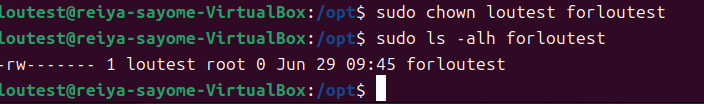 loutest@reiya-sayome-VirtualBox:/opt$ sudo chown loutest forloutest
loutest@reiya-sayome-VirtualBox:/opt$ sudo ls -alh forloutest
-rw------- 1 loutest root 0 Jun 29 09:45 forloutest
loutest@reiya-sayome-VirtualBox:/opt$